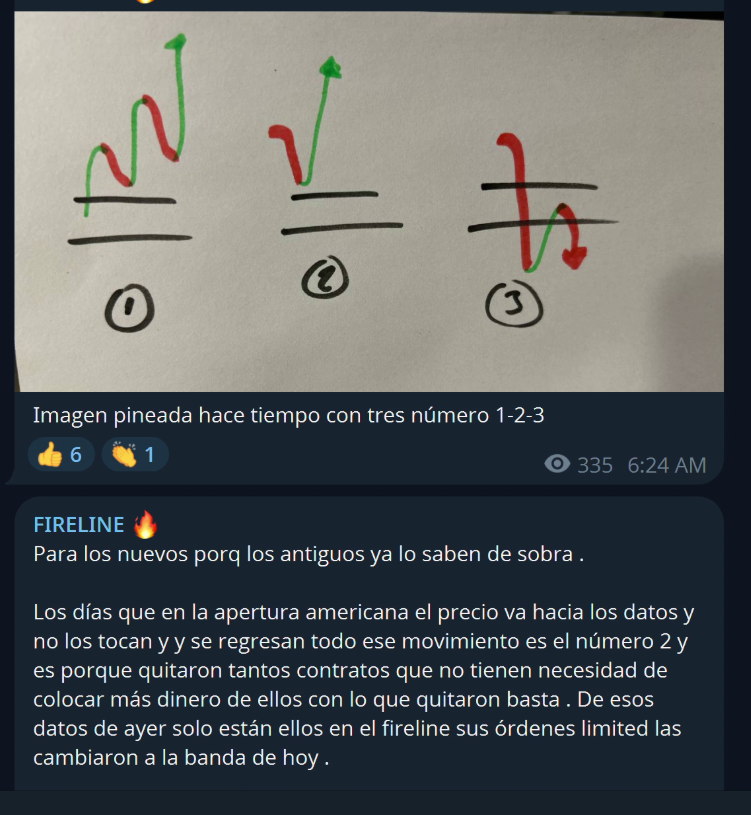 1
2
3
Imagen pineada hace tiempo con tres número 1-2-3
👍 6 👏 1
335 6:24 AM
FIRELINE 🔥
Para los nuevos porq los antiguos ya lo saben de sobra .
Los días que en la apertura americana el precio va hacia los datos y
no los tocan y y se regresan todo ese movimiento es el número 2 y
es porque quitaron tantos contratos que no tienen necesidad de
colocar más dinero de ellos con lo que quitaron basta . De esos
datos de ayer solo están ellos en el fireline sus órdenes limited las
cambiaron a la banda de hoy .